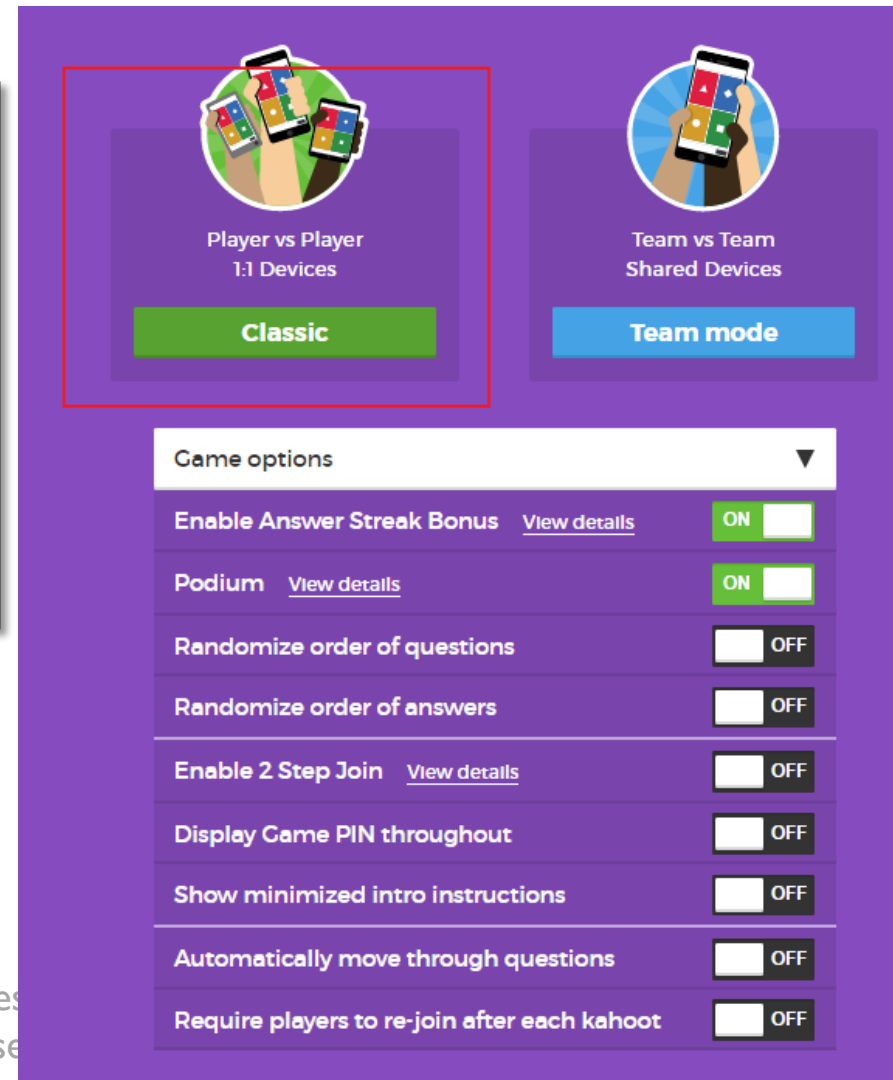 Player vs Player
1:1 Devices
Classic
Team vs Team
Shared Devices
Team mode
Game options
Enable Answer Streak Bonus View details ON
Podium View details ON
Randomize order of questions OFF
Randomize order of answers OFF
Enable 2 Step Join View details OFF
Display Game PIN throughout OFF
Show minimized intro instructions OFF
Automatically move through questions OFF
Require players to re-join after each kahoot OFF